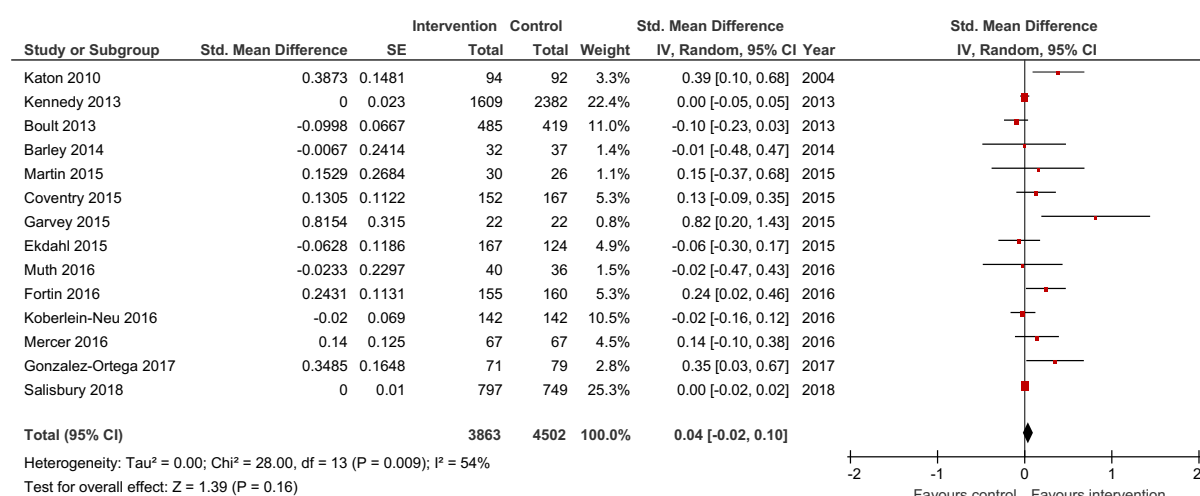 Intervention Control Std. Mean Difference Std. Mean Difference
Study or Subgroup Std. Mean Difference SE Total Total Weight IV, Random, 95% CI Year IV, Random, 95% CI
Katon 2010 0.3873 0.1481 94 92 3.3% 0.39 [0.10, 0.68] 2004
Kennedy 2013 0 0.023 1609 2382 22.4% 0.00 [-0.05, 0.05] 2013
Boult 2013 -0.0998 0.0667 485 419 11.0% -0.10 [-0.23, 0.03] 2013
Barley 2014 -0.0067 0.2414 32 37 1.4% -0.01 [-0.48, 0.47] 2014
Martin 2015 0.1529 0.2684 30 26 1.1% 0.15 [-0.37, 0.68] 2015
Coventry 2015 0.1305 0.1122 152 167 5.3% 0.13 [-0.09, 0.35] 2015
Garvey 2015 0.8154 0.315 22 22 0.8% 0.82 [0.20, 1.43] 2015
Ekdahl 2015 -0.0628 0.1186 167 124 4.9% -0.06 [-0.30, 0.17] 2015
Muth 2016 -0.0233 0.2297 40 36 1.5% -0.02 [-0.47, 0.43] 2016
Fortin 2016 0.2431 0.1131 155 160 5.3% 0.24 [0.02, 0.46] 2016
Koberlein-Neu 2016 -0.02 0.069 142 142 10.5% -0.02 [-0.16, 0.12] 2016
Mercer 2016 0.14 0.125 67 67 4.5% 0.14 [-0.10, 0.38] 2016
Gonzalez-Ortega 2017 0.3485 0.1648 71 79 2.8% 0.35 [0.03, 0.67] 2017
Salisbury 2018 0 0.01 797 749 25.3% 0.00 [-0.02, 0.02] 2018
Total (95% CI) 3863 4502 100.0% 0.04 [-0.02, 0.10]
Heterogeneity: Tau² = 0.00; Chi² = 28.00, df = 13 (P = 0.009); I² = 54%
Test for overall effect: Z = 1.39 (P = 0.16)
-2 -1 0 1 2
Favours control Favours intervention